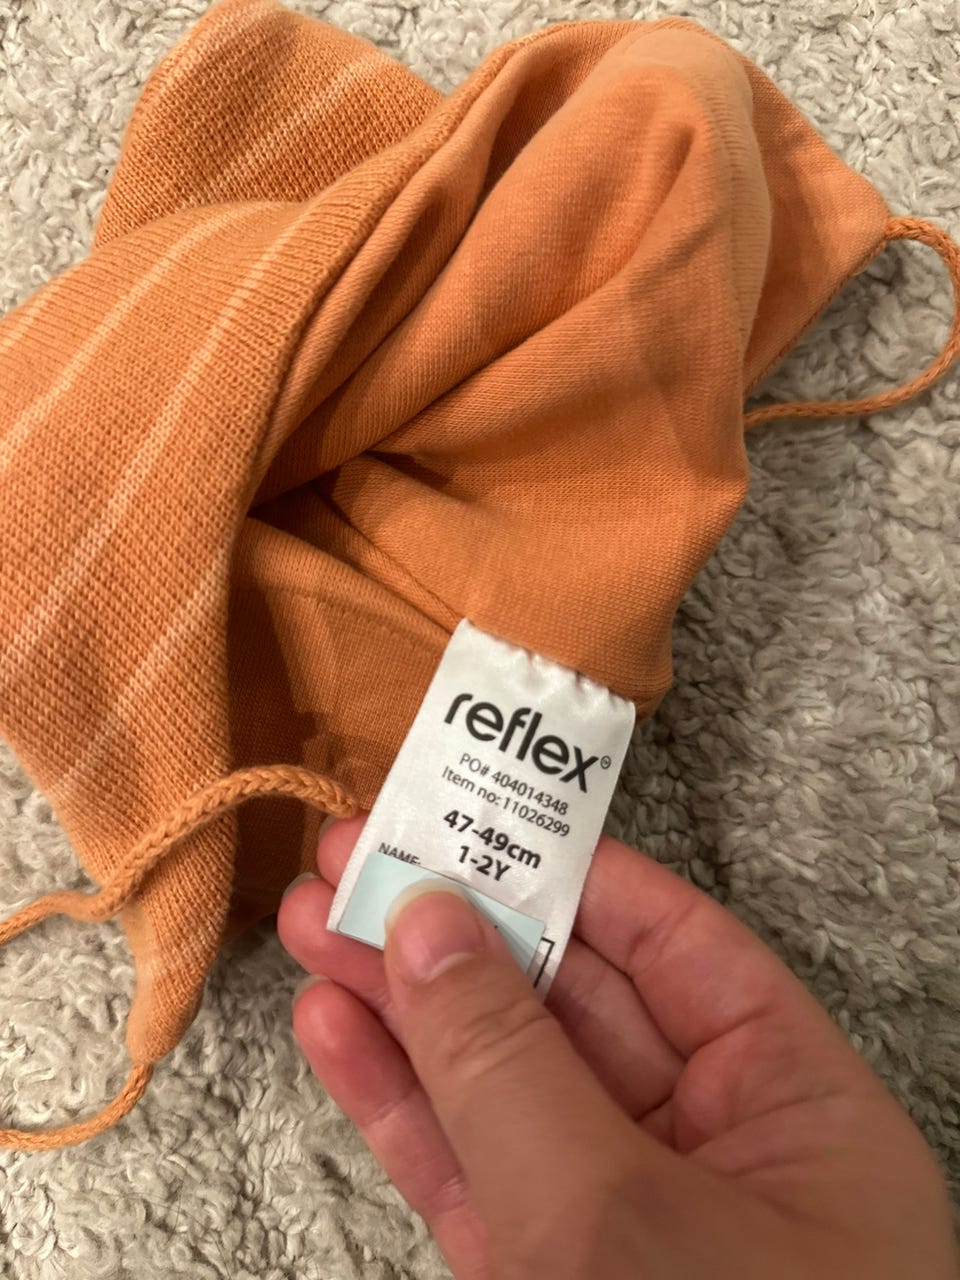 reflex
PO# 404014348
Item no: 11026299
47-49cm
1-2Y
NAME: